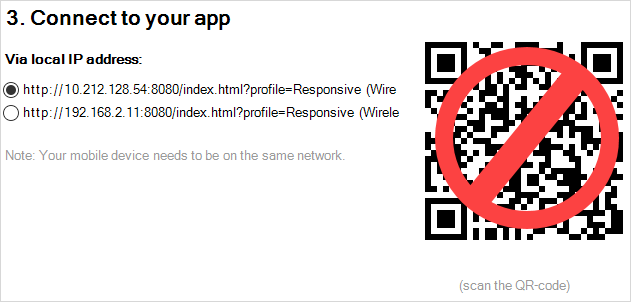 3. Connect to your app
Via local IP address:
http://10.212.128.54:8080/index.html?profile=Responsive (Wire
http://192.168.2.11:8080/index.html?profile=Responsive (Wirele
Note: Your mobile device needs to be on the same network.
(scan the QR-code)